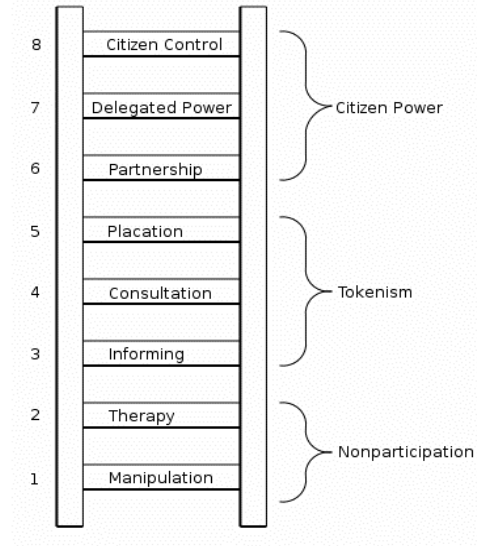 8 Citizen Control
7 Delegated Power
Citizen Power
6 Partnership
5 Placation
4 Consultation
Tokenism
3 Informing
2 Therapy
Nonparticipation
1 Manipulation